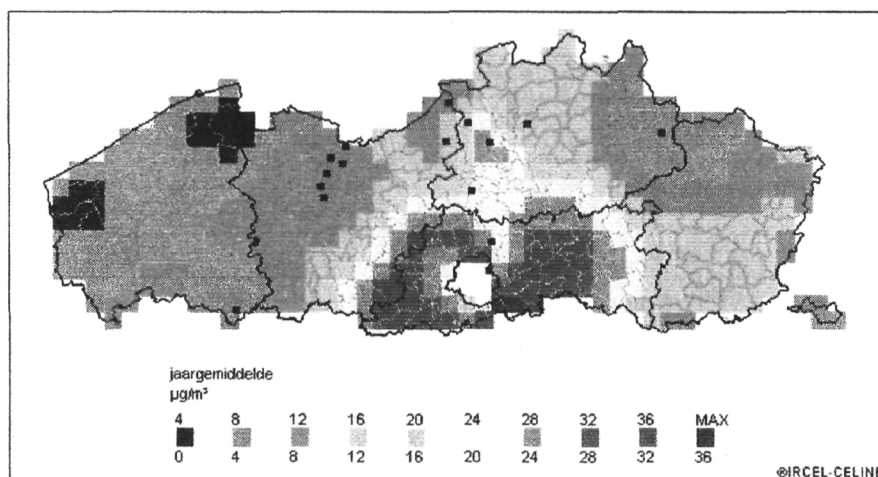 jaargemiddelde
µg/m³
4 8 12 16 20 24 28 32 36 MAX
0 4 8 12 16 20 24 28 32 36
®IRCEL-CELINE